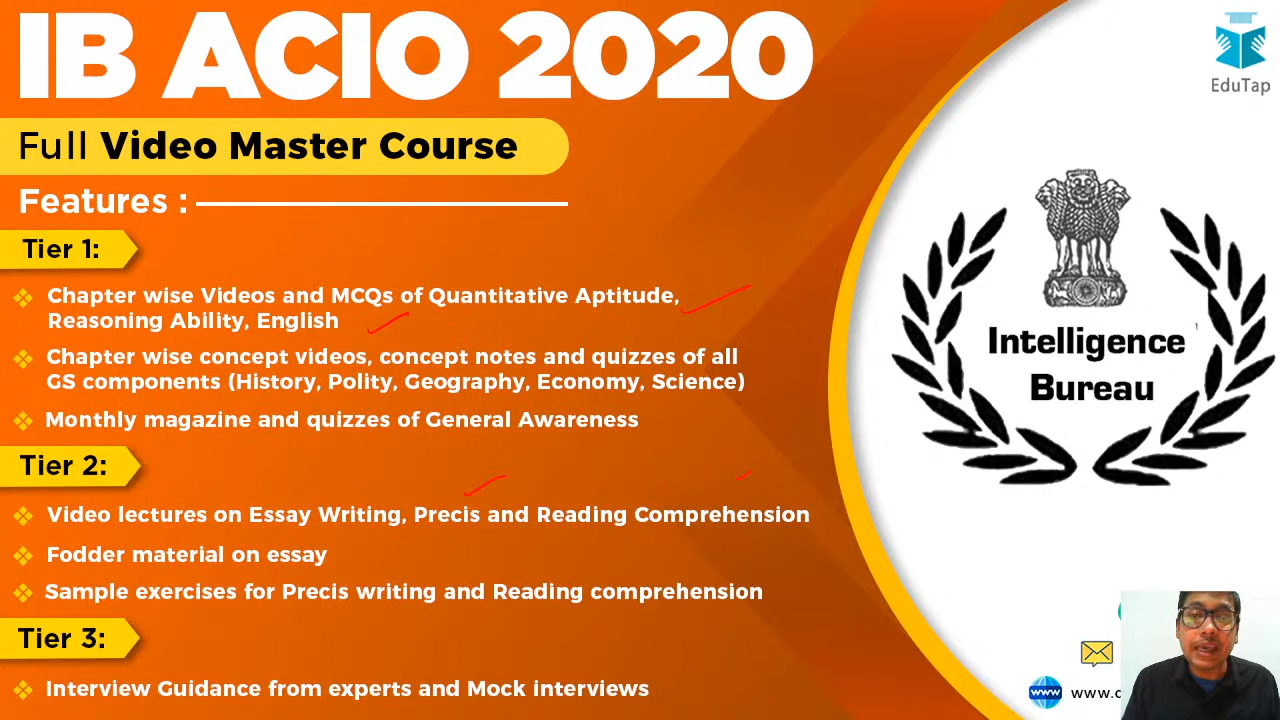 IB ACIO 2020
EduTap
Full Video Master Course
Features :
Tier 1:
Chapter wise Videos and MCQs of Quantitative Aptitude,
Reasoning Ability, English
Chapter wise concept videos, concept notes and quizzes of all
GS components (History, Polity, Geography, Economy, Science)
Monthly magazine and quizzes of General Awareness
Intelligence
Bureau
Tier 2:
Video lectures on Essay Writing, Precis and Reading Comprehension
Fodder material on essay
Sample exercises for Precis writing and Reading comprehension
Tier 3:
Interview Guidance from experts and Mock interviews
www